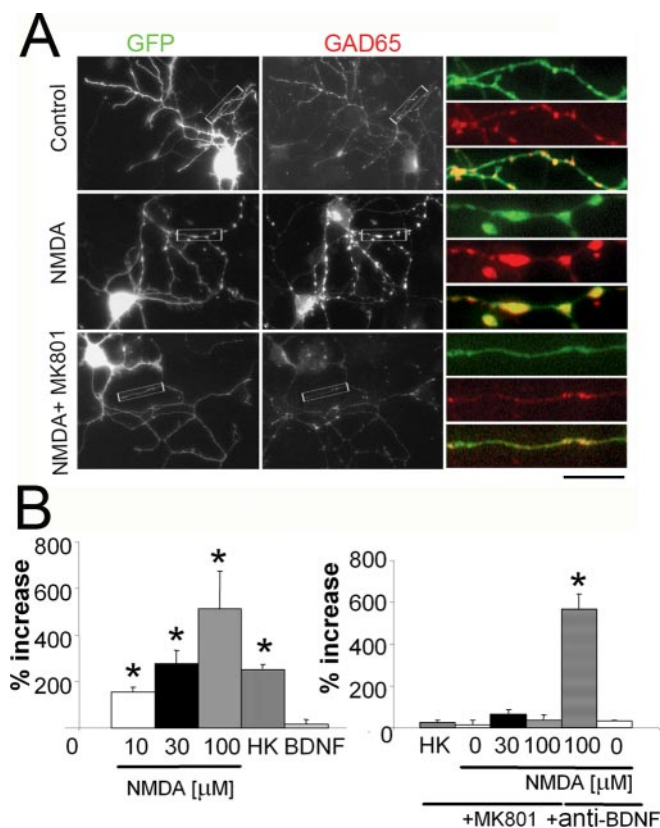 A
GFP
GAD65
Control
NMDA
NMDA+ MK801
B
% increase
800
600
400
200
*
*
*
*
0
10
30
100
HK
BDNF
NMDA [µM]
% increase
800
600
400
200
0
*
HK
0
30
100
100
0
NMDA [µM]
+MK801
+anti-BDNF